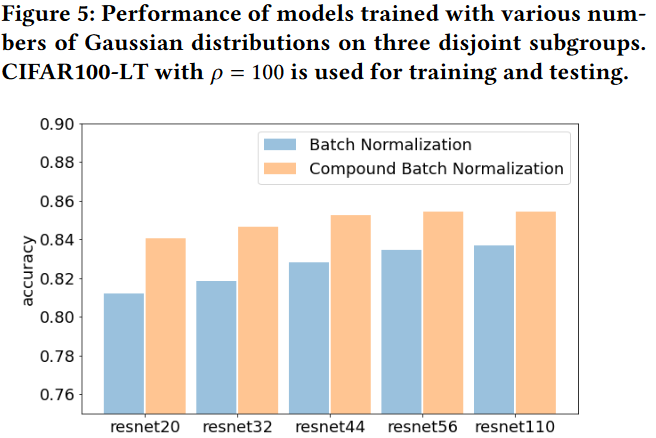 Figure 5: Performance of models trained with various num-
bers of Gaussian distributions on three disjoint subgroups.
CIFAR100-LT with ρ = 100 is used for training and testing.
0.90
0.88
0.86
0.84
0.82
0.80
0.78
0.76
accuracy
Batch Normalization
Compound Batch Normalization
resnet20 resnet32 resnet44 resnet56 resnet110